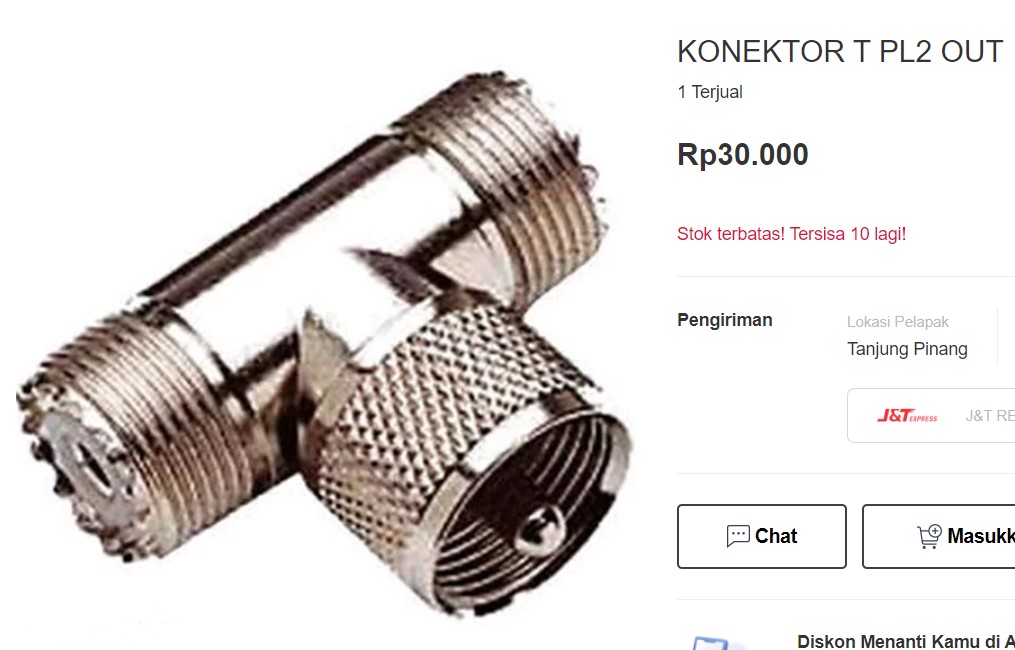 KONEKTOR T PL2 OUT
1 Terjual
Rp30.000
Stok terbatas! Tersisa 10 lagi!
Pengiriman
Lokasi Pelapak
Tanjung Pinang
J&T EXPRESS J&T RE
Chat
Masukk
Diskon Menanti Kamu di A